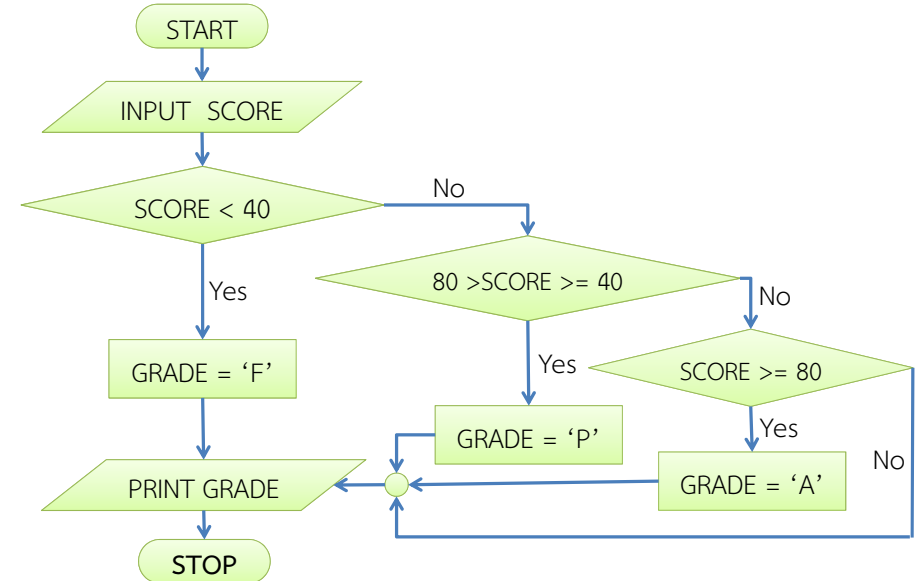 START
INPUT SCORE
SCORE < 40
No
80 >SCORE >= 40
Yes
No
GRADE = ‘F’
Yes
SCORE >= 80
GRADE = ‘P’
Yes
No
PRINT GRADE
GRADE = ‘A’
STOP